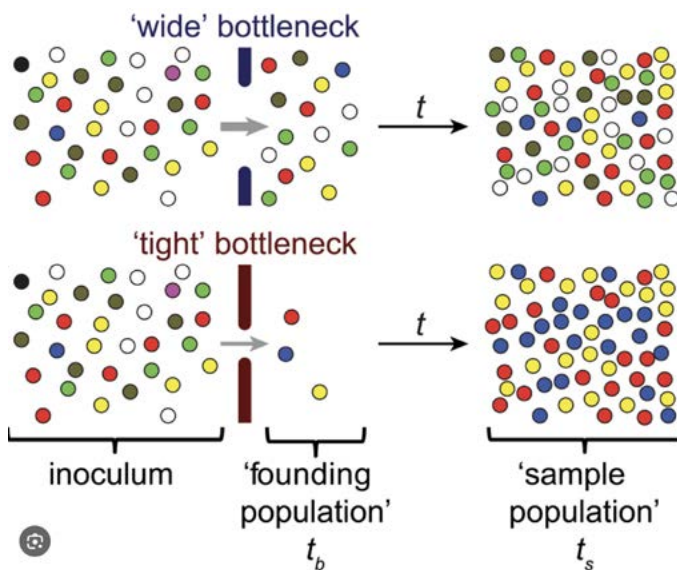 ‘wide’ bottleneck
t
‘tight’ bottleneck
t
inoculum
‘founding population’
t_b
‘sample population’
t_s